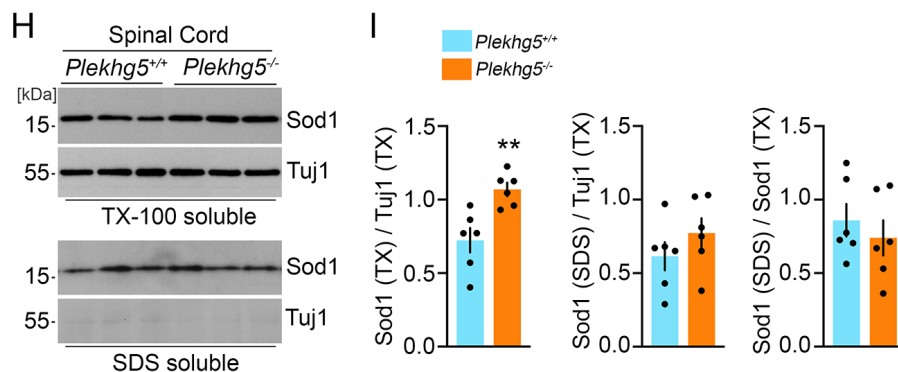 H
Spinal Cord
Plekhg5+/+ Plekhg5-/-
[kDa]
15- Sod1
55- Tuj1
TX-100 soluble
15- Sod1
55- Tuj1
SDS soluble
I
Plekhg5+/+
Plekhg5-/-
Sod1 (TX) / Tuj1 (TX)
1.5
1.0
0.5
0.0
**
Sod1 (SDS) / Tuj1 (TX)
1.5
1.0
0.5
0.0
Sod1 (SDS) / Sod1 (TX)
1.5
1.0
0.5
0.0